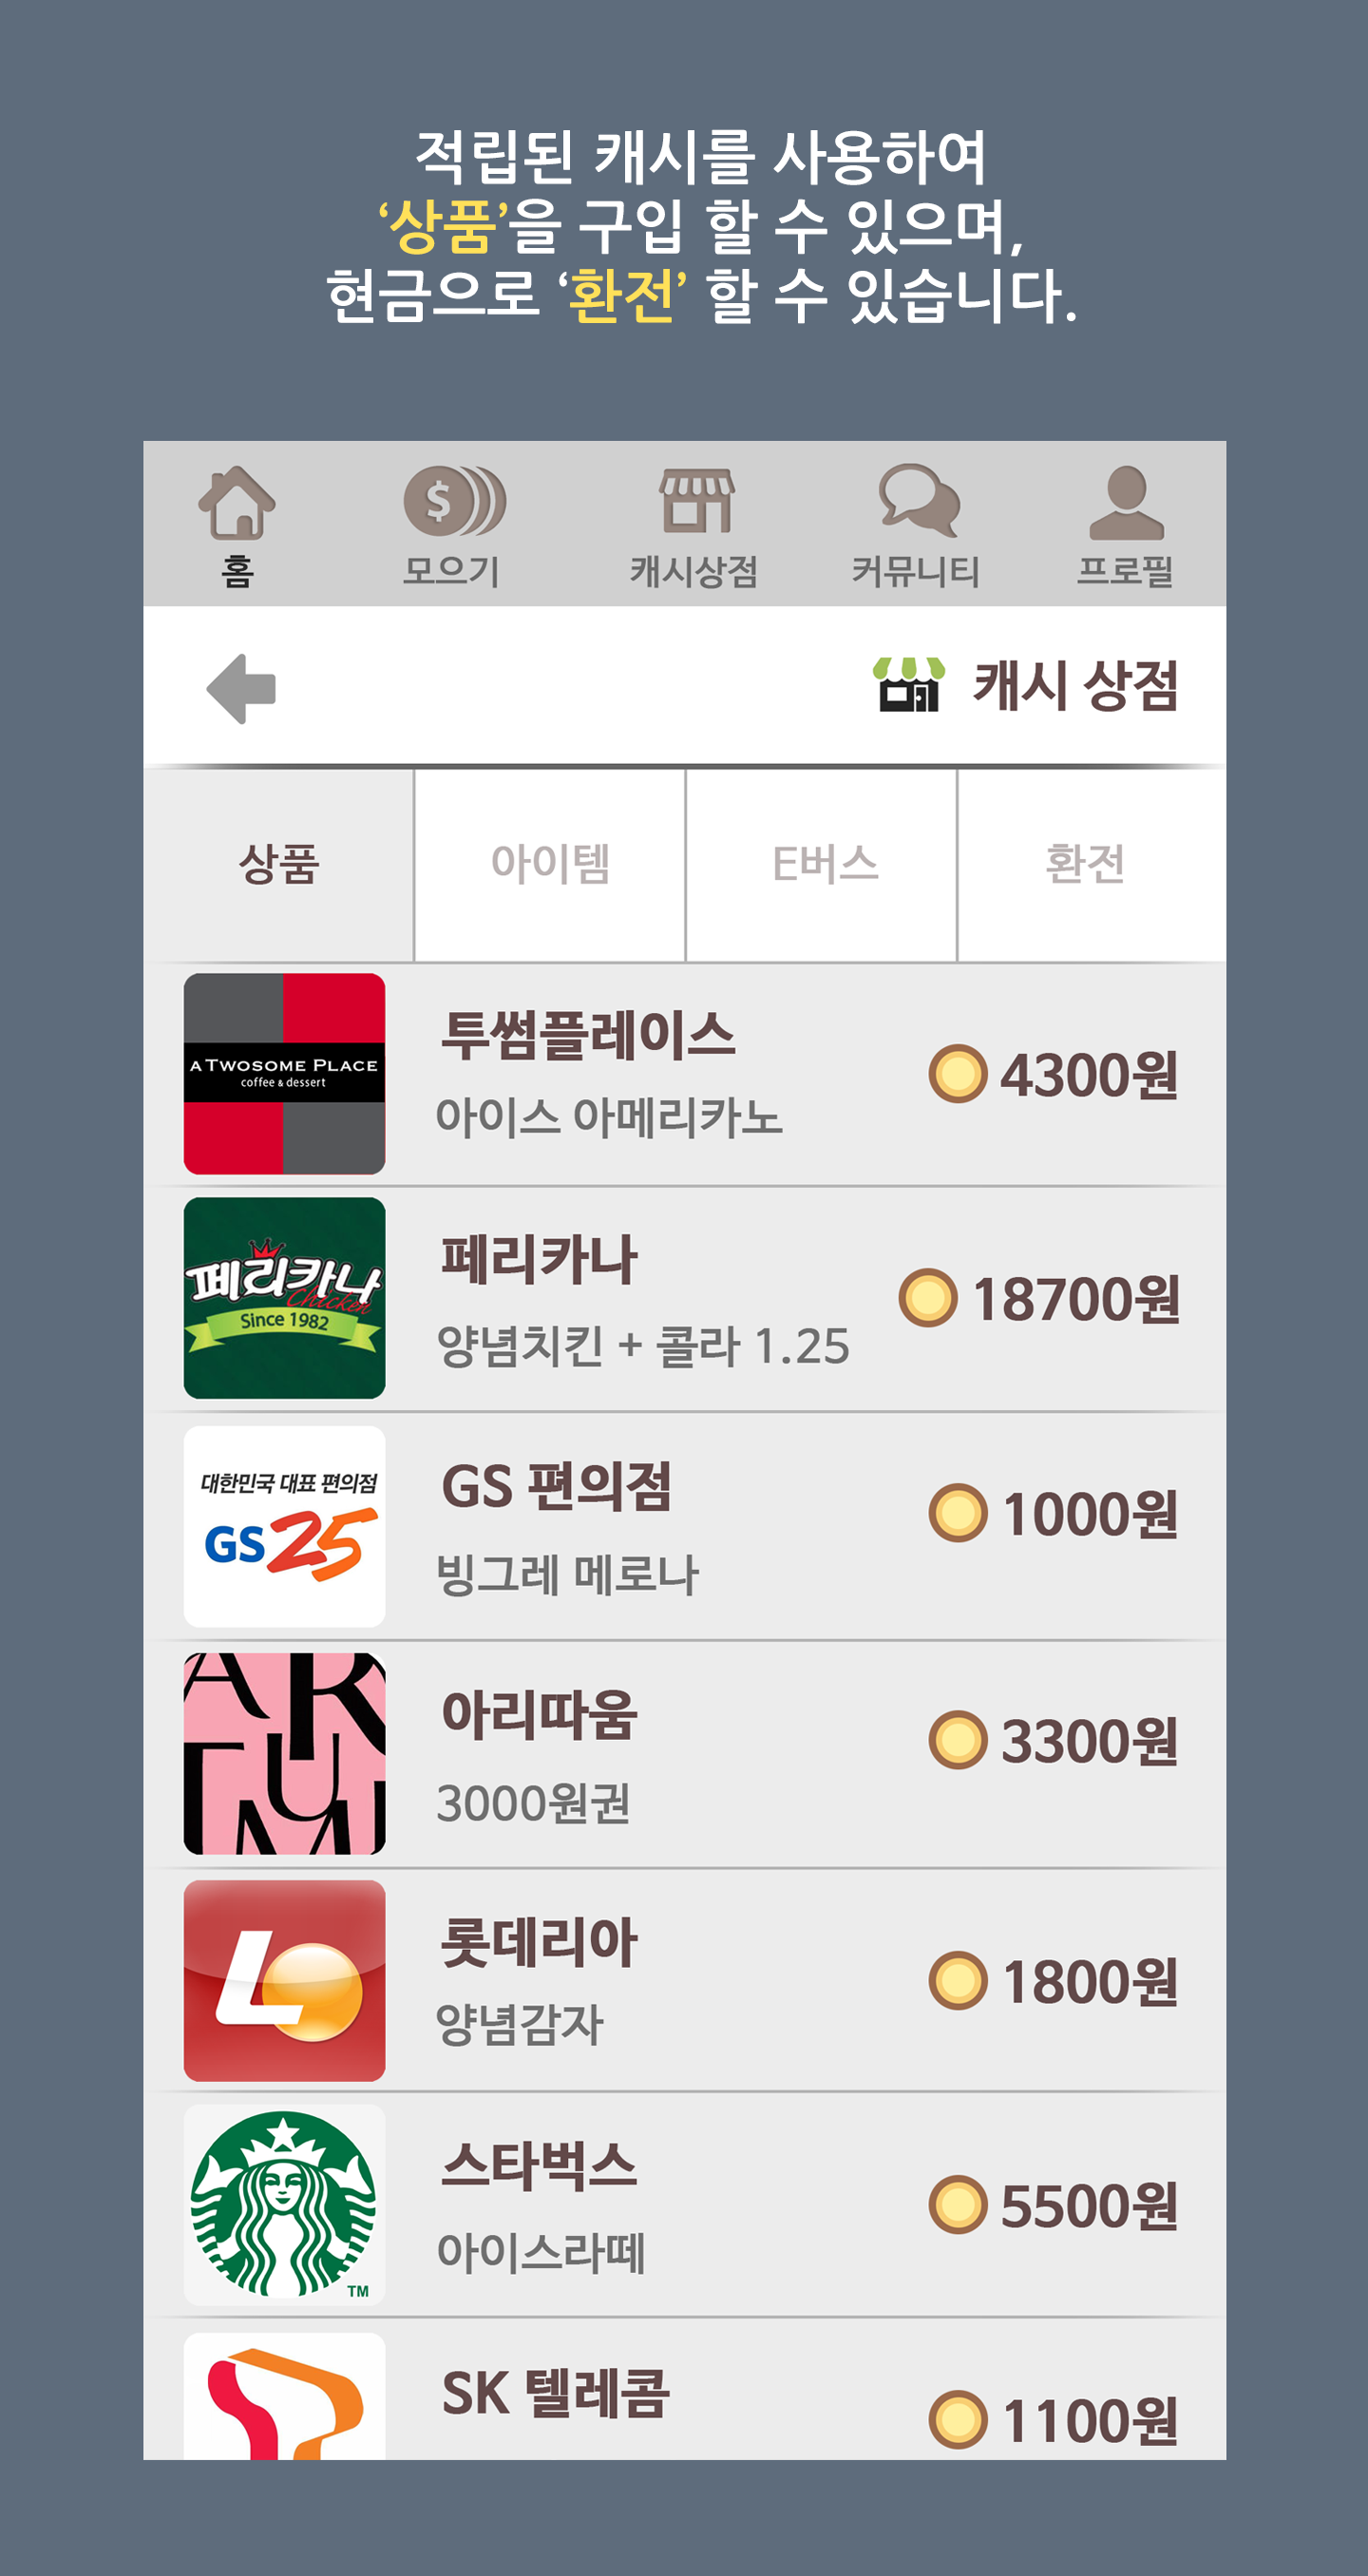 적립된 캐시를 사용하여
‘상품’을 구입 할 수 있으며,
현금으로 ‘환전’ 할 수 있습니다.
$
홈 모으기 캐시상점 커뮤니티 프로필
캐시 상점
상품 아이템 E버스 환전
A TWOSOME PLACE
coffee & dessert
투썸플레이스
아이스 아메리카노
4300원
페리카나
Chicken
Since 1982
페리카나
양념치킨 + 콜라 1.25
18700원
대한민국 대표 편의점
GS25
GS 편의점
빙그레 메로나
1000원
AR
TUM
아리따움
3000원권
3300원
L
롯데리아
양념감자
1800원
TM
스타벅스
아이스라떼
5500원
SK 텔레콤
1100원